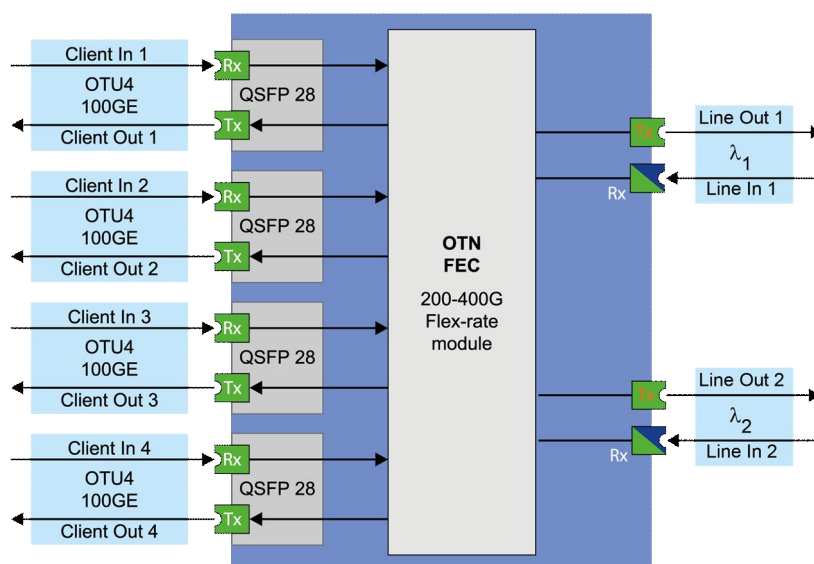 Client In 1
OTU4
100GE
Client Out 1
Rx
QSFP 28
Tx
Client In 2
OTU4
100GE
Client Out 2
Rx
QSFP 28
Tx
Client In 3
OTU4
100GE
Client Out 3
Rx
QSFP 28
Tx
Client In 4
OTU4
100GE
Client Out 4
Rx
QSFP 28
Tx
OTN
FEC
200-400G
Flex-rate
module
Tx
Rx
Line Out 1
λ1
Line In 1
Tx
Rx
Line Out 2
λ2
Line In 2